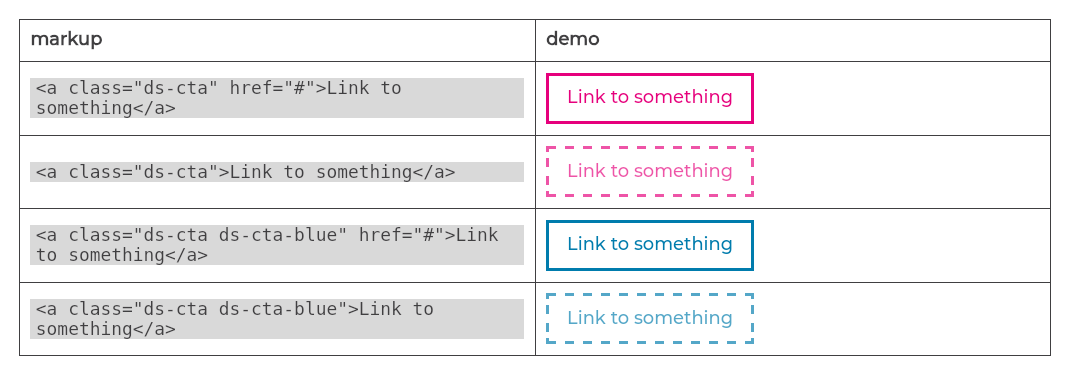 markup
demo
<a class="ds-cta" href="#">Link to
something</a>
Link to something
<a class="ds-cta">Link to something</a>
Link to something
<a class="ds-cta ds-cta-blue" href="#">Link
to something</a>
Link to something
<a class="ds-cta ds-cta-blue">Link to
something</a>
Link to something